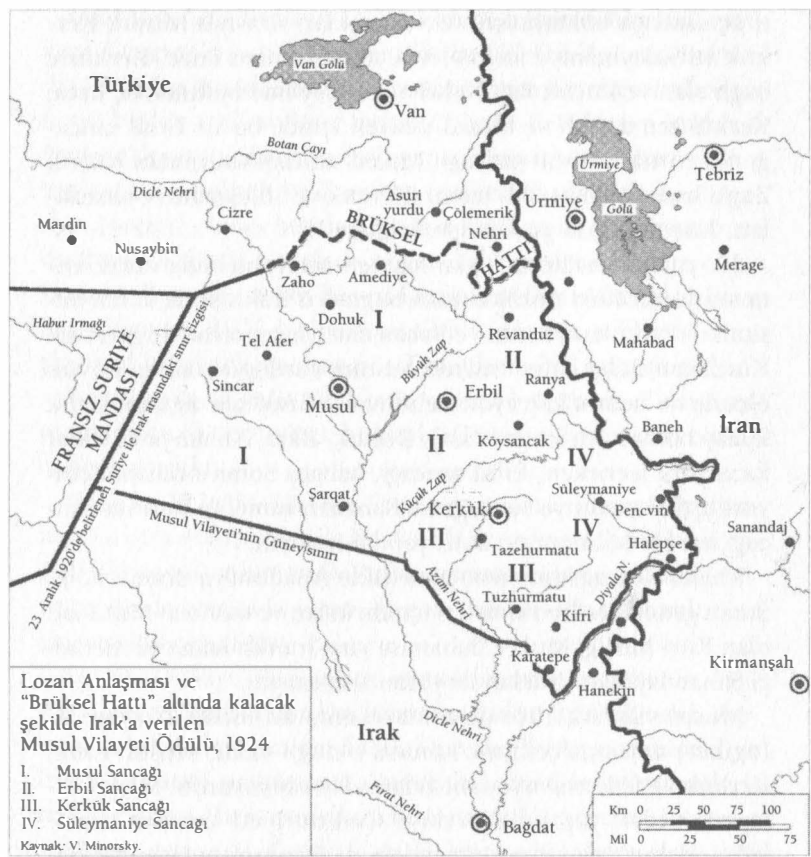 Van Gölü
Türkiye
Van
Botan Çayı
Dicle Nehri
Asuri
yurdu
Çölemerik
Urmiye
Urmiye
Gölü
Tebriz
Mardin
Nusaybin
Cizre
BRÜKSEL
HATTI
Nehri
Merage
Zaho
Amediye
Habur Irmağı
Dohuk
I
Revanduz
Mahabad
Tel Afer
Büyük Zap
II
Ranya
Sincar
Musul
Erbil
FRANSIZ SURİYE
MANDASI
23 Aralık 1920'de belirlenen Suriye ile Irak arasındaki sınır çizgisi
I
II
Köysancak
Baneh
İran
IV
Süleymaniye
Pencvin
Şarqat
Küçük Zap
Kerkük
IV
Halepçe
Sanandaj
Musul Vilayeti'nin Güney sınırı
III
Tazehurmatu
III
Diyala N.
Azam Nehri
Tuzhurmatu
Kifri
Karatepe
Hanekin
Kirmanşah
Irak
Dicle Nehri
Fırat Nehri
Bağdat
Lozan Anlaşması ve
"Brüksel Hattı" altında kalacak
şekilde Irak'a verilen
Musul Vilayeti Ödülü, 1924
I. Musul Sancağı
II. Erbil Sancağı
III. Kerkük Sancağı
IV. Süleymaniye Sancağı
Kaynak: V. Minorsky.
Km 0 25 50 75 100
Mil 0 25 50 75